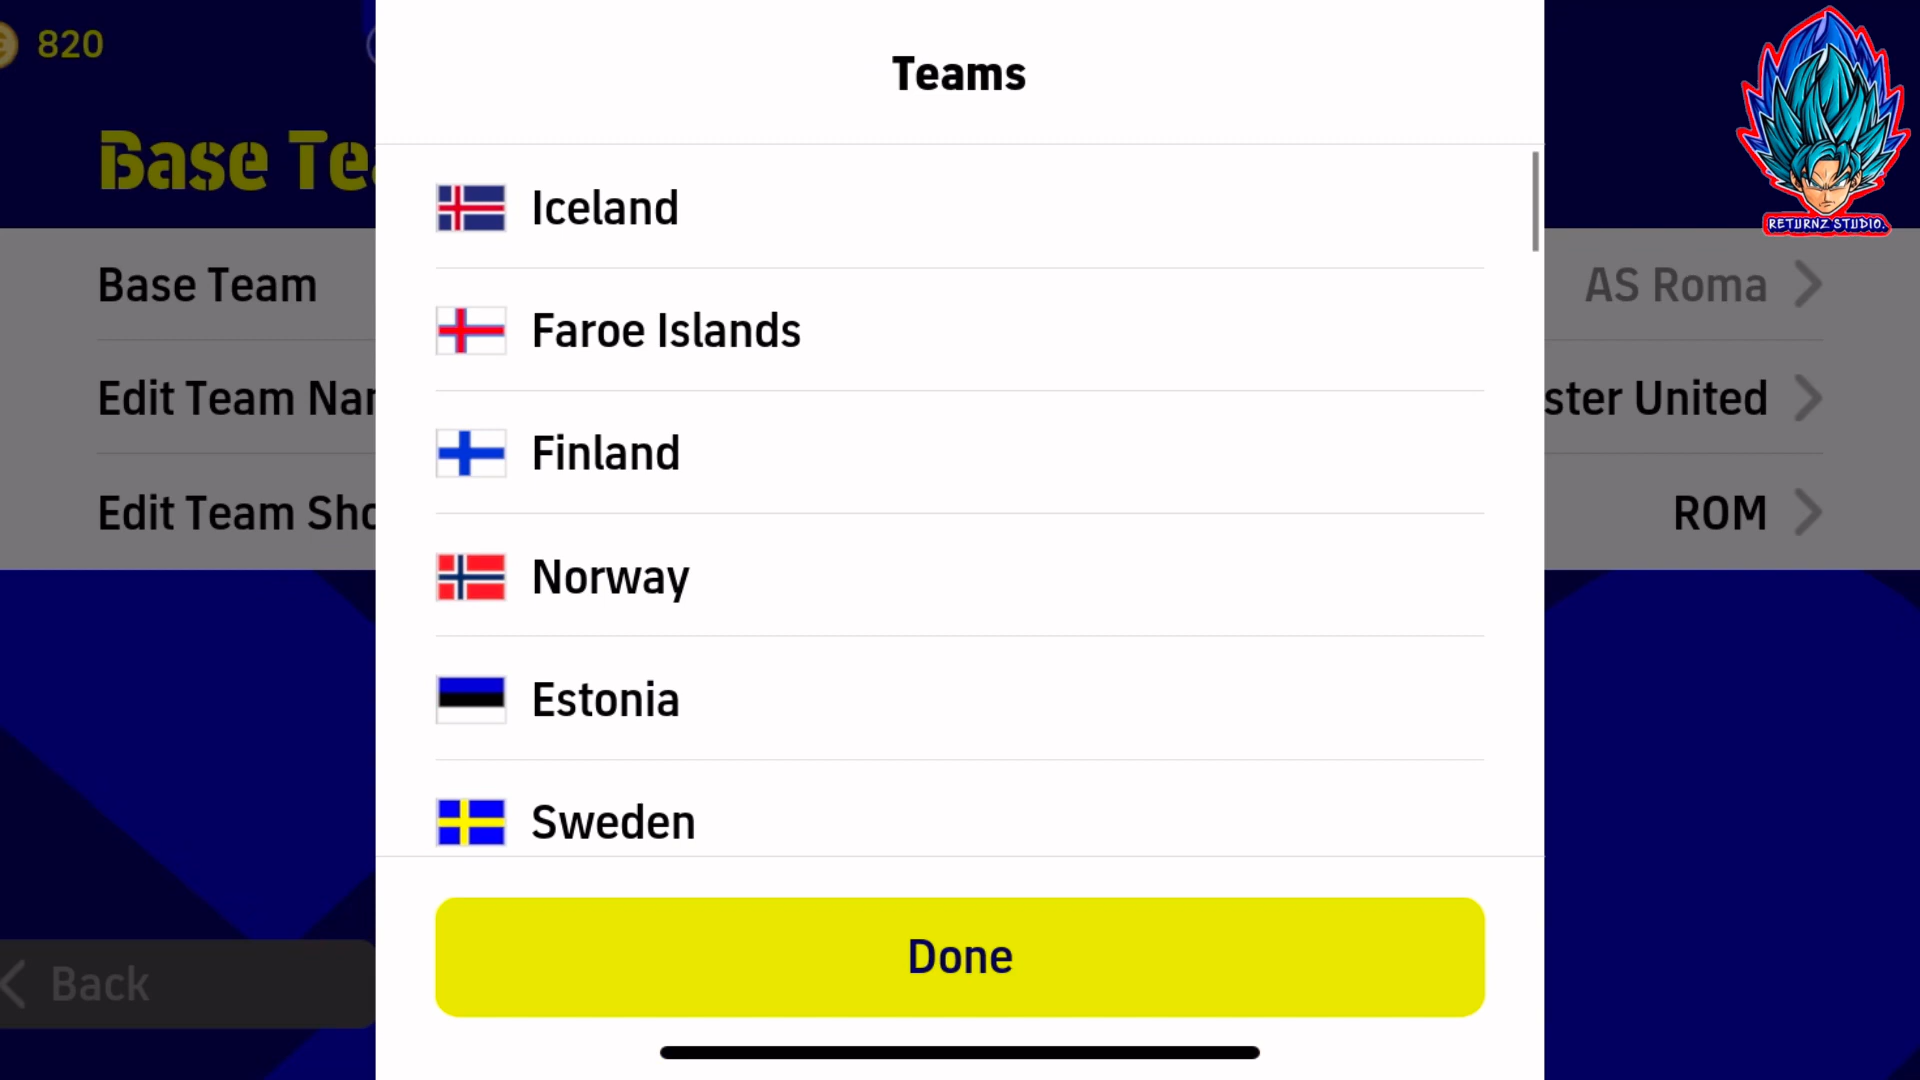 820
Teams
Base Te
Iceland
Faroe Islands
Finland
Norway
Estonia
Sweden
Base Team
AS Roma
Edit Team Nar
ster United
Edit Team Sho
ROM
Back
Done
RETURNZ STUDIO.